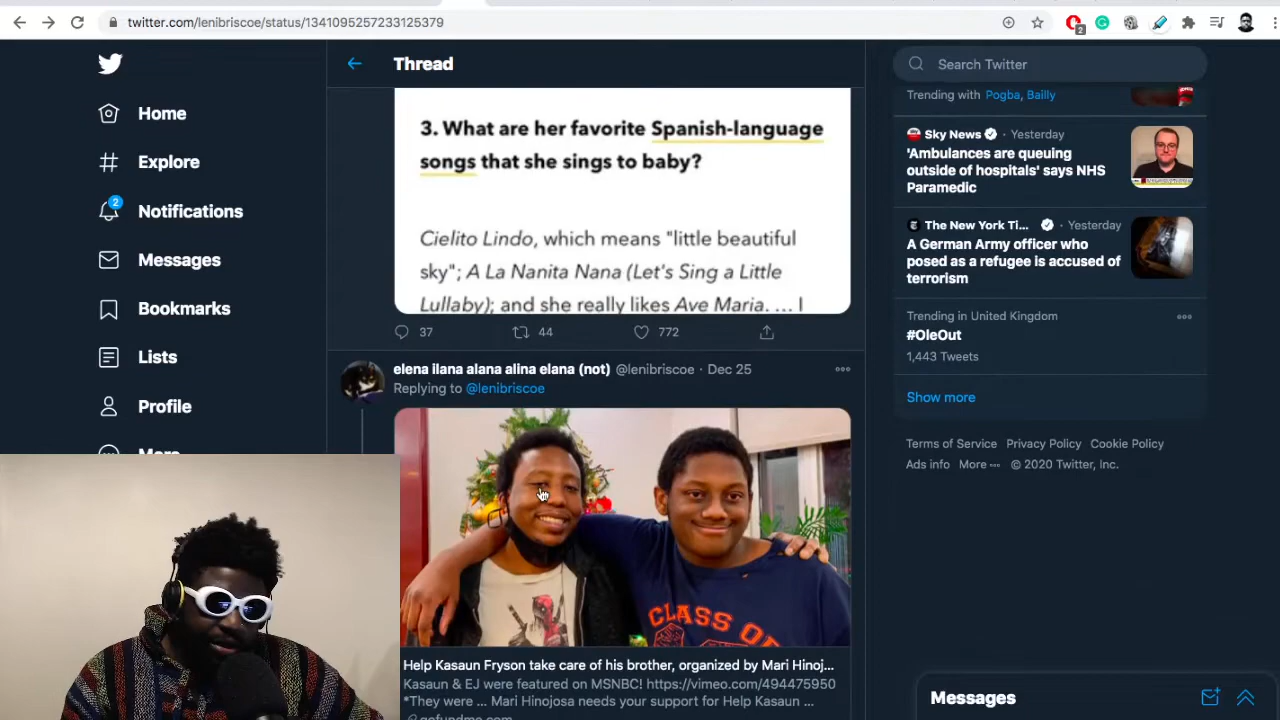 twitter.com/lenibriscoe/status/1341095257233125379
2
Home
Explore
2
Notifications
Messages
Bookmarks
Lists
Profile
Thread
3. What are her favorite Spanish-language
songs that she sings to baby?
Cielito Lindo, which means "little beautiful
sky"; A La Nanita Nana (Let's Sing a Little
Lullaby); and she really likes Ave Maria. … I
37
44
772
elena ilana alana alina elana (not) @lenibriscoe · Dec 25
Replying to @lenibriscoe
CLASS OF
Help Kasaun Fryson take care of his brother, organized by Mari Hinoj...
Kasaun & EJ were featured on MSNBC! https://vimeo.com/494475950
*They were ... Mari Hinojosa needs your support for Help Kasaun ...
gofundme.com
Search Twitter
Trending with Pogba, Bailly
Sky News · Yesterday
'Ambulances are queuing
outside of hospitals' says NHS
Paramedic
The New York Ti... · Yesterday
A German Army officer who
posed as a refugee is accused of
terrorism
Trending in United Kingdom
#OleOut
1,443 Tweets
Show more
Terms of Service Privacy Policy Cookie Policy
Ads info More © 2020 Twitter, Inc.
Messages